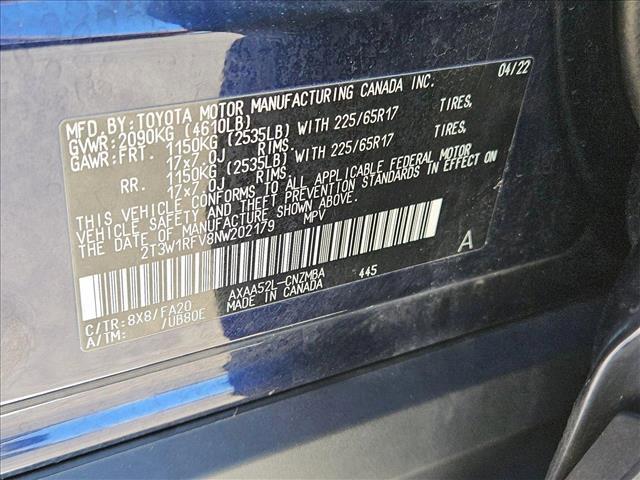 MFD. BY: TOYOTA MOTOR MANUFACTURING CANADA INC. 04/22
GVWR: 2090KG (4610LB)
GAWR: FRT. 1150KG (2535LB) WITH 225/65R17 TIRES,
17x7.0J RIMS.
RR. 1150KG (2535LB) WITH 225/65R17 TIRES,
17x7.0J RIMS.
THIS VEHICLE CONFORMS TO ALL APPLICABLE FEDERAL MOTOR
VEHICLE SAFETY AND THEFT PREVENTION STANDARDS IN EFFECT ON
THE DATE OF MANUFACTURE SHOWN ABOVE.
2T3W1RFV8NW202179 MPV
A
C/TR: 8X8/FA20 AXAA52L-CNZMBA 445
A/TM: /UB80E MADE IN CANADA